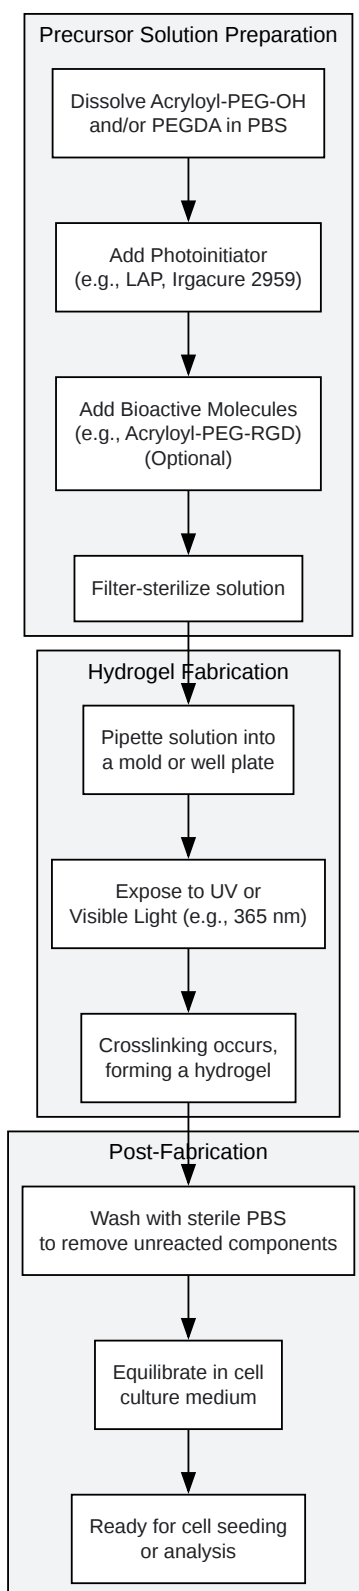 Precursor Solution Preparation
Dissolve Acryloyl-PEG-OH
and/or PEGDA in PBS
Add Photoinitiator
(e.g., LAP, Irgacure 2959)
Add Bioactive Molecules
(e.g., Acryloyl-PEG-RGD)
(Optional)
Filter-sterilize solution
Hydrogel Fabrication
Pipette solution into
a mold or well plate
Expose to UV or
Visible Light (e.g., 365 nm)
Crosslinking occurs,
forming a hydrogel
Post-Fabrication
Wash with sterile PBS
to remove unreacted components
Equilibrate in cell
culture medium
Ready for cell seeding
or analysis